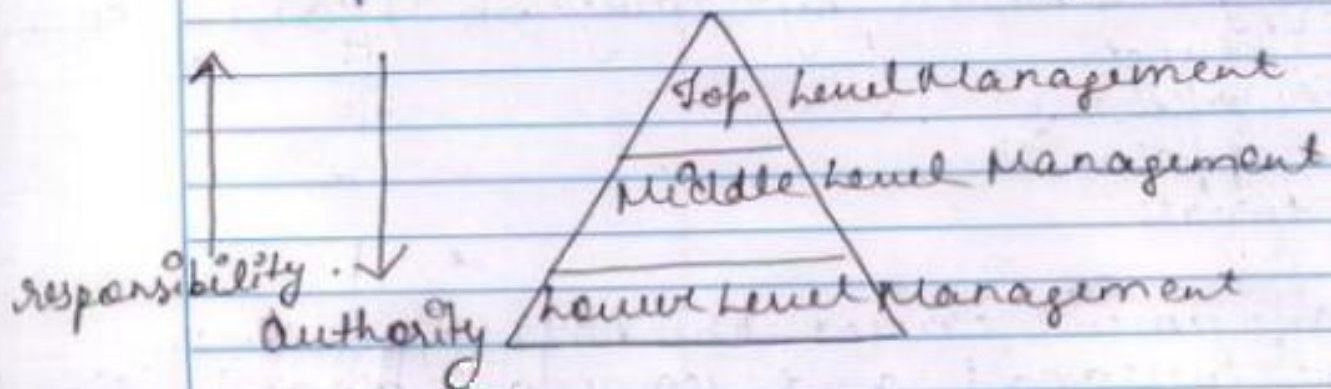 Top Level Management
Middle Level Management
responsibility.
Lower Level Management
Authority